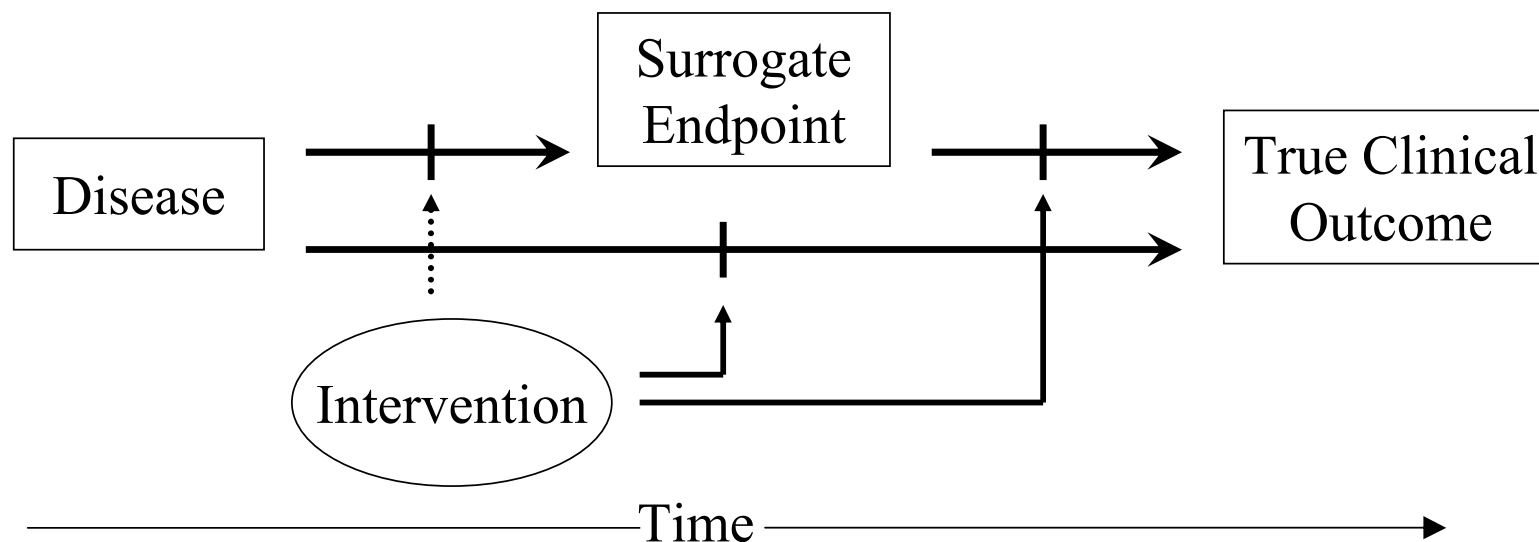 Surrogate
Endpoint
Disease
True Clinical
Outcome
Intervention
Time